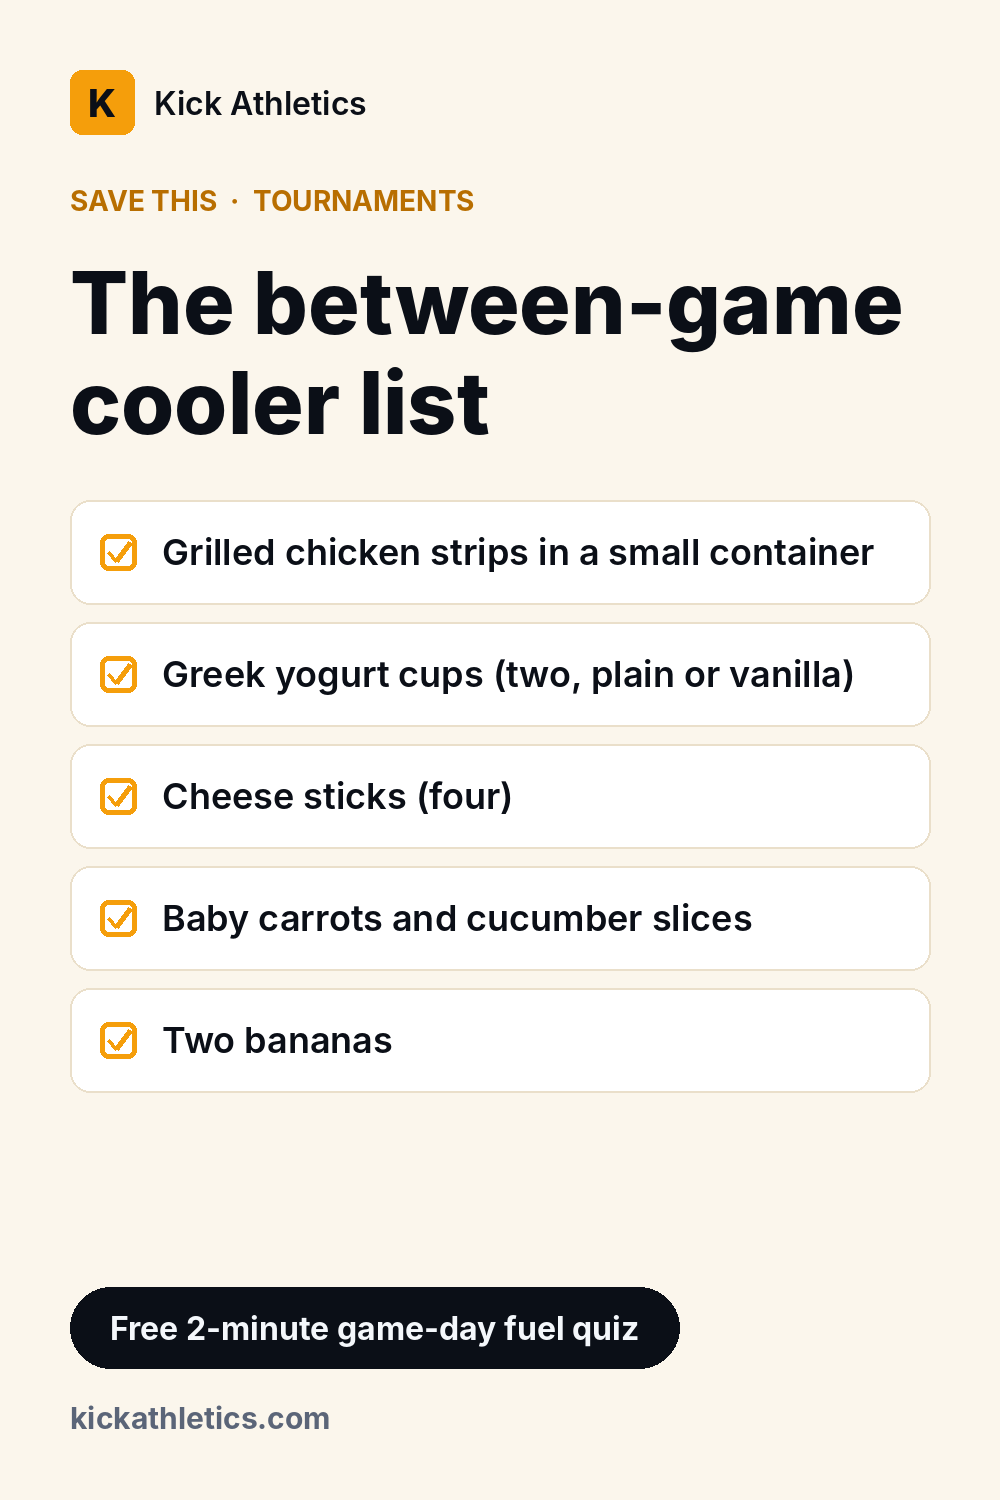 K
Kick Athletics
SAVE THIS · TOURNAMENTS
The between-game
cooler list
Grilled chicken strips in a small container
Greek yogurt cups (two, plain or vanilla)
Cheese sticks (four)
Baby carrots and cucumber slices
Two bananas
Free 2-minute game-day fuel quiz
kickathletics.com